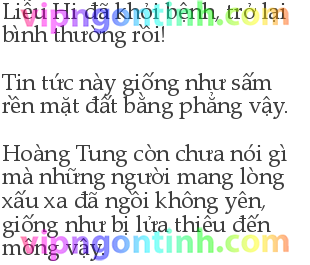 Liễu Hi đã khỏi bệnh, trở lại
bình thường rồi!
Tin tức này giống như sấm
rền mặt đất bằng phẳng vậy.
Hoàng Tung còn chưa nói gì
mà những người mang lòng
xấu xa đã ngồi không yên,
giống như bị lửa thiêu đến
mông vậy.
vipngontinh.com
vipngontinh.com